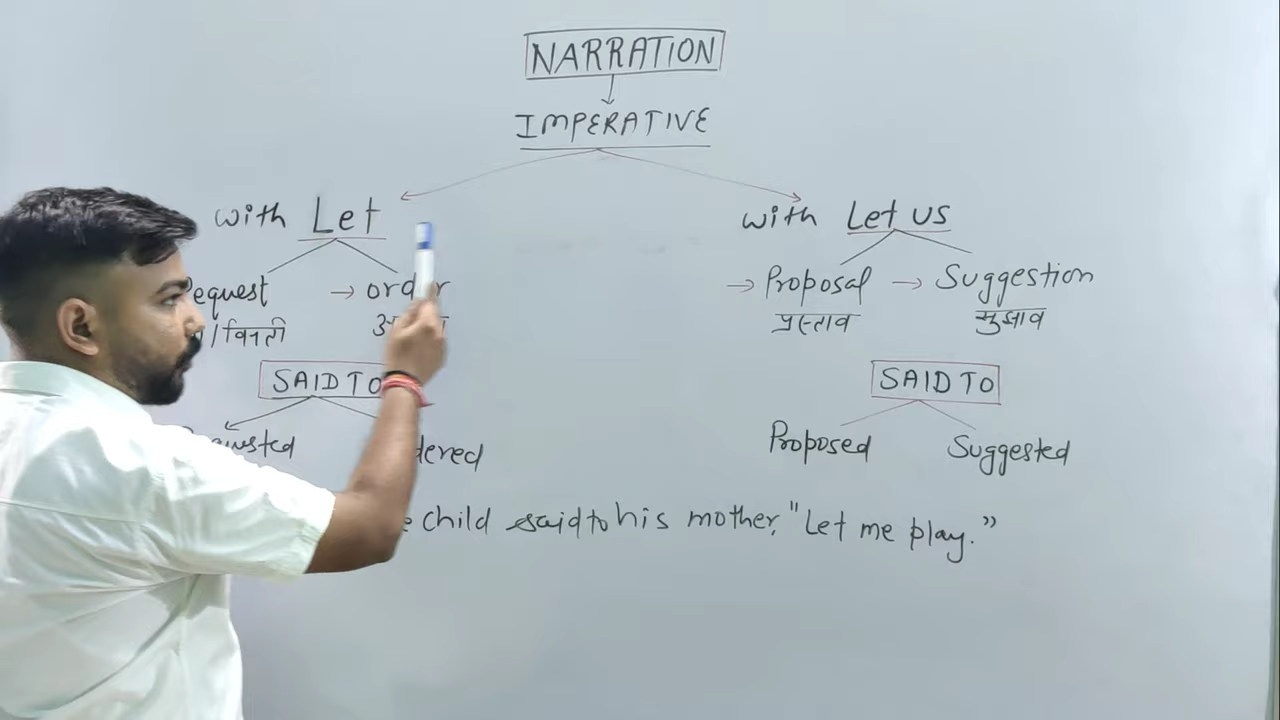 NARRATION
IMPERATIVE
with Let
with Let us
equest → order
→ Proposal → Suggestion
/विनती
प्रस्ताव सुझाव
SAID TO
SAID TO
dered
Proposed Suggested
child said to his mother, "Let me play."